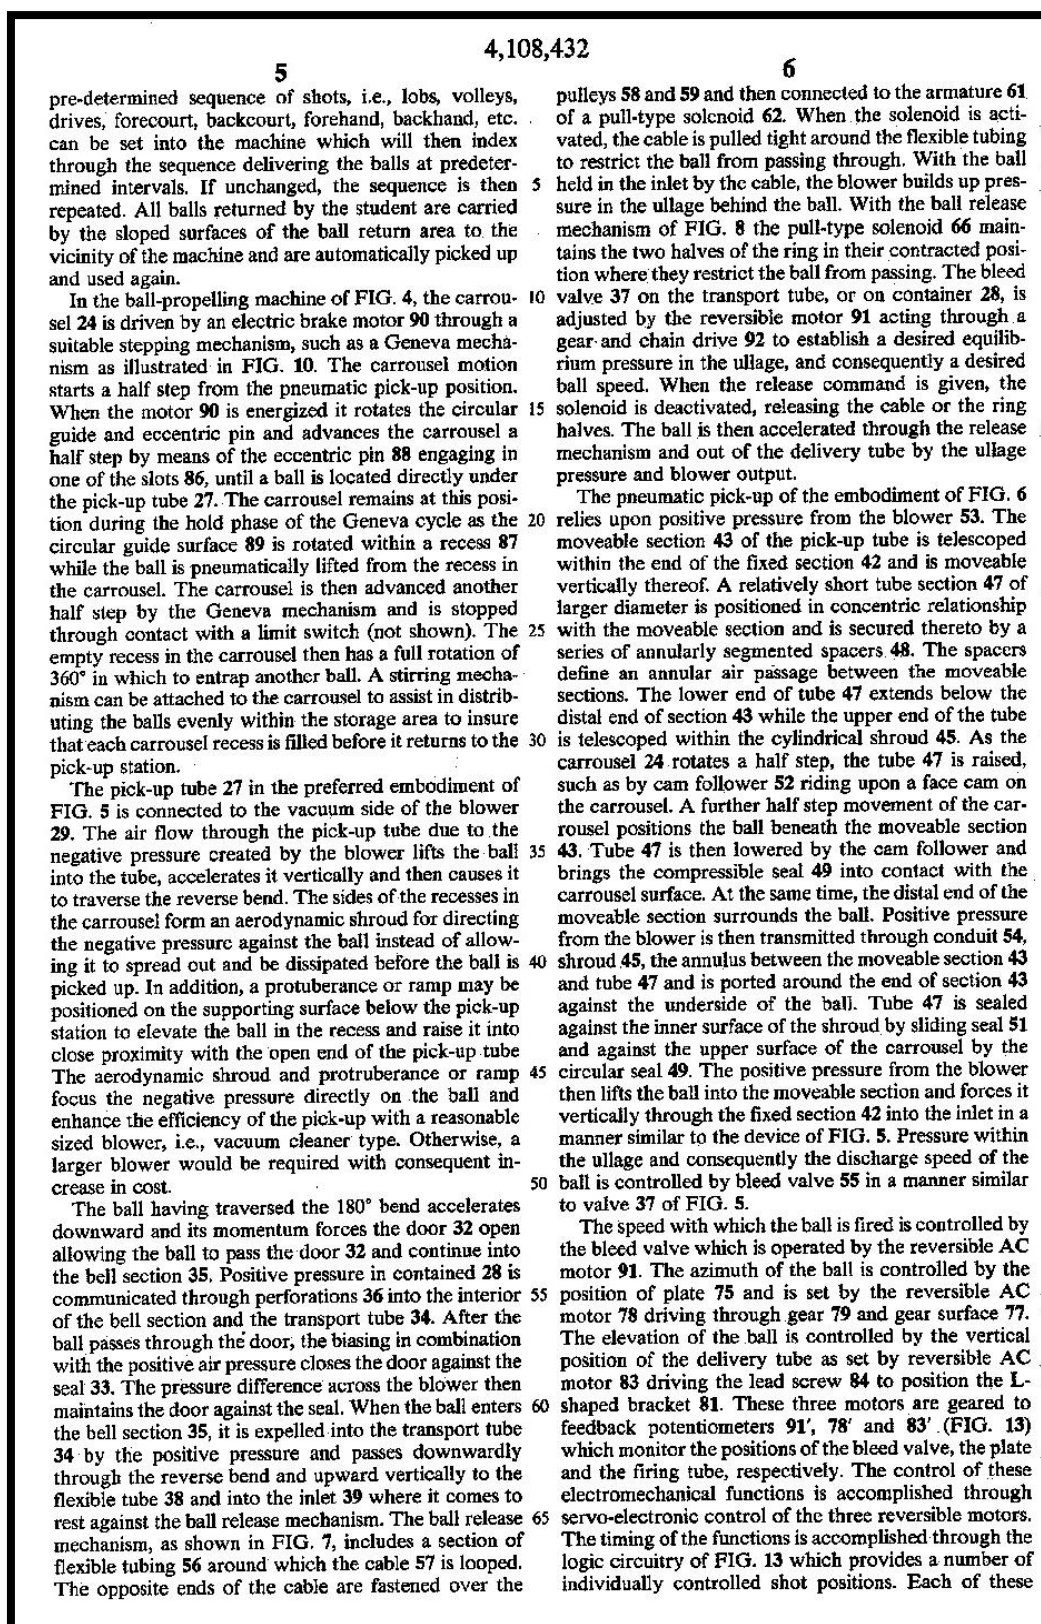 4,108,432
5
pre-determined sequence of shots, i.e., lobs, volleys,
drives, forecourt, backcourt, forehand, backhand, etc.
can be set into the machine which will then index
through the sequence delivering the balls at predeter-
mined intervals. If unchanged, the sequence is then 5
repeated. All balls returned by the student are carried
by the sloped surfaces of the ball return area to the
vicinity of the machine and are automatically picked up
and used again.
In the ball-propelling machine of FIG. 4, the carrou- 10
sel 24 is driven by an electric brake motor 90 through a
suitable stepping mechanism, such as a Geneva mecha-
nism as illustrated in FIG. 10. The carrousel motion
starts a half step from the pneumatic pick-up position.
When the motor 90 is energized it rotates the circular 15
guide and eccentric pin and advances the carrousel a
half step by means of the eccentric pin 88 engaging in
one of the slots 86, until a ball is located directly under
the pick-up tube 27. The carrousel remains at this posi-
tion during the hold phase of the Geneva cycle as the 20
circular guide surface 89 is rotated within a recess 87
while the ball is pneumatically lifted from the recess in
the carrousel. The carrousel is then advanced another
half step by the Geneva mechanism and is stopped
through contact with a limit switch (not shown). The 25
empty recess in the carrousel then has a full rotation of
360° in which to entrap another ball. A stirring mecha-
nism can be attached to the carrousel to assist in distrib-
uting the balls evenly within the storage area to insure
that each carrousel recess is filled before it returns to the 30
pick-up station.
The pick-up tube 27 in the preferred embodiment of
FIG. 5 is connected to the vacuum side of the blower
29. The air flow through the pick-up tube due to the
negative pressure created by the blower lifts the ball 35
into the tube, accelerates it vertically and then causes it
to traverse the reverse bend. The sides of the recesses in
the carrousel form an aerodynamic shroud for directing
the negative pressure against the ball instead of allow-
ing it to spread out and be dissipated before the ball is 40
picked up. In addition, a protuberance or ramp may be
positioned on the supporting surface below the pick-up
station to elevate the ball in the recess and raise it into
close proximity with the open end of the pick-up tube
The aerodynamic shroud and protruberance or ramp 45
focus the negative pressure directly on the ball and
enhance the efficiency of the pick-up with a reasonable
sized blower, i.e., vacuum cleaner type. Otherwise, a
larger blower would be required with consequent in-
crease in cost. 50
The ball having traversed the 180° bend accelerates
downward and its momentum forces the door 32 open
allowing the ball to pass the door 32 and continue into
the bell section 35. Positive pressure in contained 28 is
communicated through perforations 36 into the interior 55
of the bell section and the transport tube 34. After the
ball passes through the door, the biasing in combination
with the positive air pressure closes the door against the
seal 33. The pressure difference across the blower then
maintains the door against the seal. When the ball enters 60
the bell section 35, it is expelled into the transport tube
34 by the positive pressure and passes downwardly
through the reverse bend and upward vertically to the
flexible tube 38 and into the inlet 39 where it comes to
rest against the ball release mechanism. The ball release 65
mechanism, as shown in FIG. 7, includes a section of
flexible tubing 56 around which the cable 57 is looped.
The opposite ends of the cable are fastened over the
6
pulleys 58 and 59 and then connected to the armature 61
of a pull-type solenoid 62. When the solenoid is acti-
vated, the cable is pulled tight around the flexible tubing
to restrict the ball from passing through. With the ball
held in the inlet by the cable, the blower builds up pres-
sure in the ullage behind the ball. With the ball release
mechanism of FIG. 8 the pull-type solenoid 66 main-
tains the two halves of the ring in their contracted posi-
tion where they restrict the ball from passing. The bleed
valve 37 on the transport tube, or on container 28, is
adjusted by the reversible motor 91 acting through a
gear and chain drive 92 to establish a desired equilib-
rium pressure in the ullage, and consequently a desired
ball speed. When the release command is given, the
solenoid is deactivated, releasing the cable or the ring
halves. The ball is then accelerated through the release
mechanism and out of the delivery tube by the ullage
pressure and blower output.
The pneumatic pick-up of the embodiment of FIG. 6
relies upon positive pressure from the blower 53. The
moveable section 43 of the pick-up tube is telescoped
within the end of the fixed section 42 and is moveable
vertically thereof. A relatively short tube section 47 of
larger diameter is positioned in concentric relationship
with the moveable section and is secured thereto by a
series of annularly segmented spacers 48. The spacers
define an annular air passage between the moveable
sections. The lower end of tube 47 extends below the
distal end of section 43 while the upper end of the tube
is telescoped within the cylindrical shroud 45. As the
carrousel 24 rotates a half step, the tube 47 is raised,
such as by cam follower 52 riding upon a face cam on
the carrousel. A further half step movement of the car-
rousel positions the ball beneath the moveable section
43. Tube 47 is then lowered by the cam follower and
brings the compressible seal 49 into contact with the
carrousel surface. At the same time, the distal end of the
moveable section surrounds the ball. Positive pressure
from the blower is then transmitted through conduit 54,
shroud 45, the annulus between the moveable section 43
and tube 47 and is ported around the end of section 43
against the underside of the ball. Tube 47 is sealed
against the inner surface of the shroud by sliding seal 51
and against the upper surface of the carrousel by the
circular seal 49. The positive pressure from the blower
then lifts the ball into the moveable section and forces it
vertically through the fixed section 42 into the inlet in a
manner similar to the device of FIG. 5. Pressure within
the ullage and consequently the discharge speed of the
ball is controlled by bleed valve 55 in a manner similar
to valve 37 of FIG. 5.
The speed with which the ball is fired is controlled by
the bleed valve which is operated by the reversible AC
motor 91. The azimuth of the ball is controlled by the
position of plate 75 and is set by the reversible AC
motor 78 driving through gear 79 and gear surface 77.
The elevation of the ball is controlled by the vertical
position of the delivery tube as set by reversible AC
motor 83 driving the lead screw 84 to position the L-
shaped bracket 81. These three motors are geared to
feedback potentiometers 91', 78' and 83' (FIG. 13)
which monitor the positions of the bleed valve, the plate
and the firing tube, respectively. The control of these
electromechanical functions is accomplished through
servo-electronic control of the three reversible motors.
The timing of the functions is accomplished through the
logic circuitry of FIG. 13 which provides a number of
individually controlled shot positions. Each of these